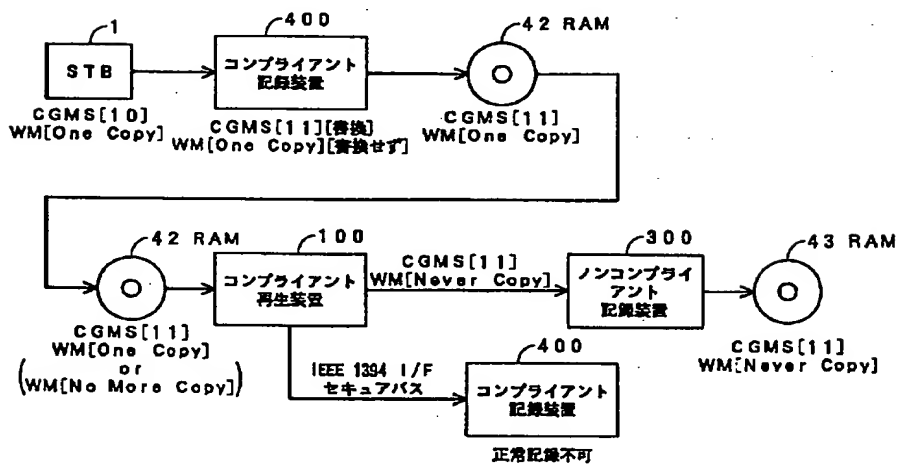 1
STB
CGMS[10]
WM[One Copy]
400
コンプライアント
記録装置
CGMS[11][書換]
WM[One Copy][書換せず]
42 RAM
CGMS[11]
WM[One Copy]
42 RAM
CGMS[11]
WM[One Copy]
or
(WM[No More Copy])
100
コンプライアント
再生装置
CGMS[11]
WM[Never Copy]
300
ノンコンプライ
アント
記録装置
43 RAM
CGMS[11]
WM[Never Copy]
IEEE 1394 I/F
セキュアバス
400
コンプライアント
記録装置
正常記録不可